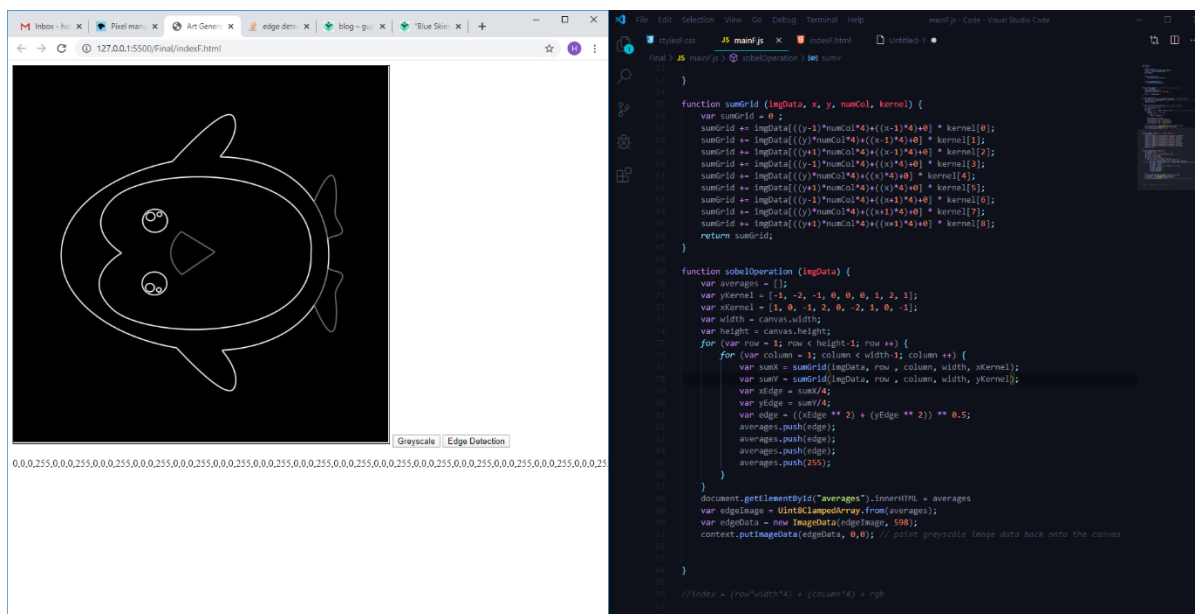 Inbox - ha
Pixel mani
Art Genera
edge dete
blog – guy
"Blue Skies
127.0.0.1:5500/Final/indexF.html
H
Greyscale
Edge Detection
0,0,0,255,0,0,0,255,0,0,0,255,0,0,0,255,0,0,0,255,0,0,0,255,0,0,0,255,0,0,0,255,0,0,0,255,0,0,0,255,0,0,0,255,0,0,0,255,0,0,0,255,0,0,0,255,0,0,0,25
File Edit Selection View Go Debug Terminal Help
mainF.js - Code - Visual Studio Code
stylesF.css
JS mainF.js
indexF.html
Untitled-1
Final > JS mainF.js > sobelOperation > sumY
}
function sumGrid (imgData, x, y, numCol, kernel) {
var sumGrid = 0 ;
sumGrid += imgData[((y-1)*numCol*4)+((x-1)*4)+0] * kernel[0];
sumGrid += imgData[((y)*numCol*4)+((x-1)*4)+0] * kernel[1];
sumGrid += imgData[((y+1)*numCol*4)+((x-1)*4)+0] * kernel[2];
sumGrid += imgData[((y-1)*numCol*4)+((x)*4)+0] * kernel[3];
sumGrid += imgData[((y)*numCol*4)+((x)*4)+0] * kernel[4];
sumGrid += imgData[((y+1)*numCol*4)+((x)*4)+0] * kernel[5];
sumGrid += imgData[((y-1)*numCol*4)+((x+1)*4)+0] * kernel[6];
sumGrid += imgData[((y)*numCol*4)+((x+1)*4)+0] * kernel[7];
sumGrid += imgData[((y+1)*numCol*4)+((x+1)*4)+0] * kernel[8];
return sumGrid;
}
function sobelOperation (imgData) {
var averages = [];
var yKernel = [-1, -2, -1, 0, 0, 0, 1, 2, 1];
var xKernel = [1, 0, -1, 2, 0, -2, 1, 0, -1];
var width = canvas.width;
var height = canvas.height;
for (var row = 1; row < height-1; row ++) {
for (var column = 1; column < width-1; column ++) {
var sumX = sumGrid(imgData, row , column, width, xKernel);
var sumY = sumGrid(imgData, row , column, width, yKernel);
var xEdge = sumX/4;
var yEdge = sumY/4;
var edge = ((xEdge ** 2) + (yEdge ** 2)) ** 0.5;
averages.push(edge);
averages.push(edge);
averages.push(edge);
averages.push(255);
}
}
document.getElementById("averages").innerHTML = averages
var edgeImage = Uint8ClampedArray.from(averages);
var edgeData = new ImageData(edgeImage, 598);
context.putImageData(edgeData, 0,0); // paint greyscale image data back onto the canvas
}
//index = (row*width*4) + (column*4) + rgb